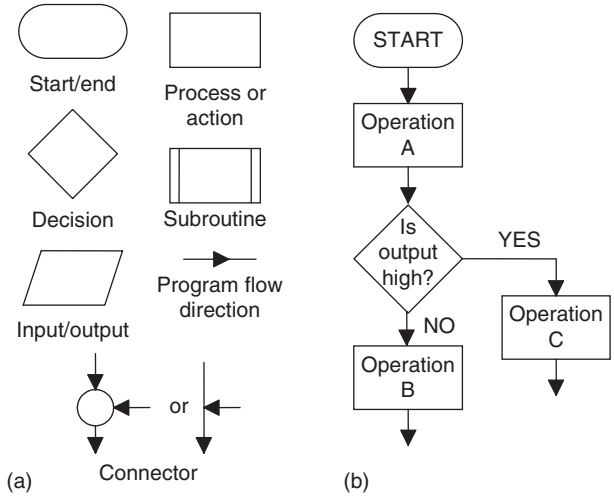 Start/end
Process or
action
Decision
Subroutine
Input/output
Program flow
direction
or
Connector
(a)
START
Operation
A
Is
output
high?
YES
NO
Operation
B
Operation
C
(b)